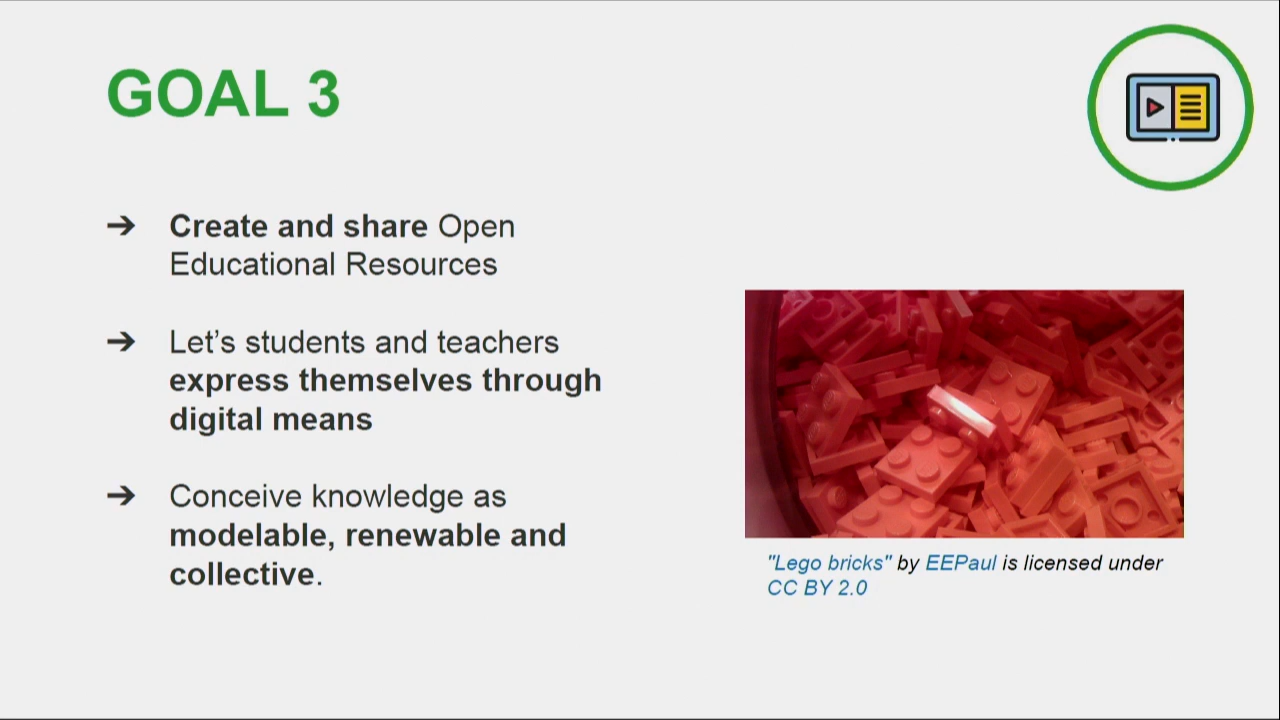 GOAL 3
➔ Create and share Open
Educational Resources
➔ Let’s students and teachers
express themselves through
digital means
➔ Conceive knowledge as
modelable, renewable and
collective.
"Lego bricks" by EEPaul is licensed under
CC BY 2.0